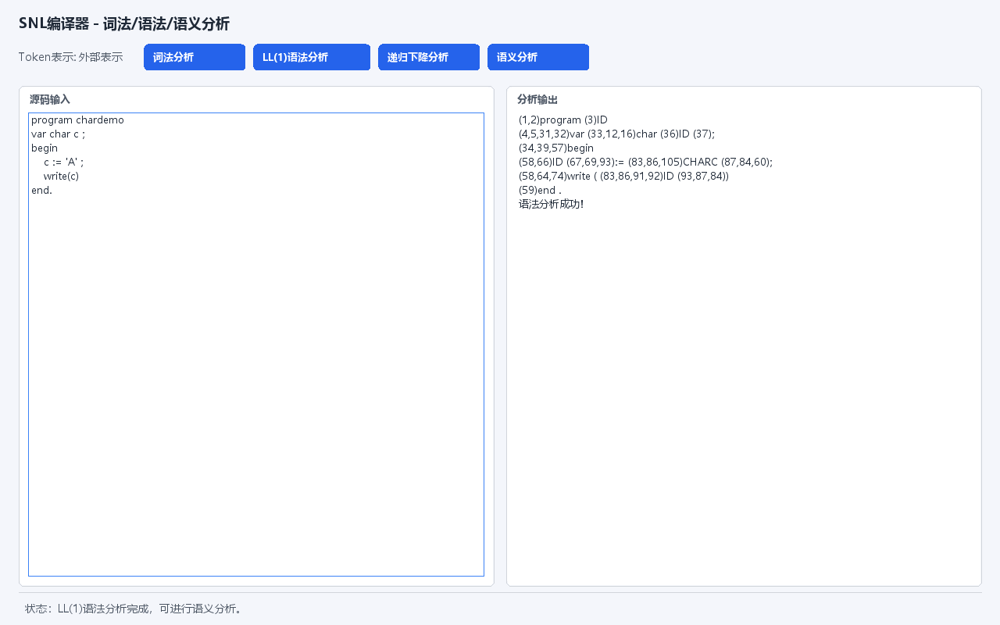 SNL编译器 - 词法/语法/语义分析
Token表示: 外部表示 词法分析 LL(1)语法分析 递归下降分析 语义分析
源码输入
program chardemo
var char c ;
begin
    c := 'A' ;
    write(c)
end.
分析输出
(1,2)program (3)ID
(4,5,31,32)var (33,12,16)char (36)ID (37);
(34,39,57)begin
(58,66)ID (67,69,93):= (83,86,105)CHARC (87,84,60);
(58,64,74)write ( (83,86,91,92)ID (93,87,84))
(59)end .
语法分析成功!
状态：LL(1)语法分析完成，可进行语义分析。